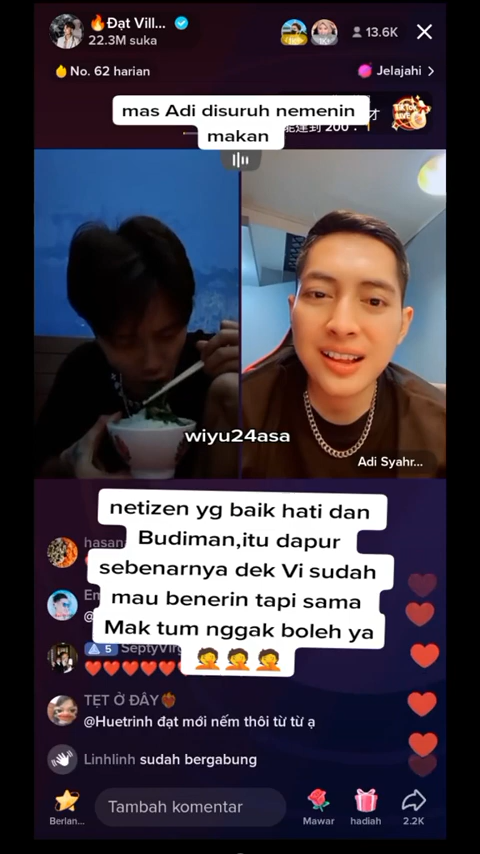 🔥Đạt Vill...
22.3M suka
13.6K
No. 62 harian
Jelajahi
mas Adi disuruh nemenin
makan
200
wiyu24asa
Adi Syahr...
netizen yg baik hati dan
Budiman,itu dapur
sebenarnya dek Vi sudah
mau benerin tapi sama
Mak tum nggak boleh ya
🤦🤦🤦
5
TẸT Ở ĐÂY
@Huetrinh đạt mới nếm thôi từ từ ạ
Linhlinh sudah bergabung
Berlan...
Tambah komentar
Mawar
hadiah
2.2K